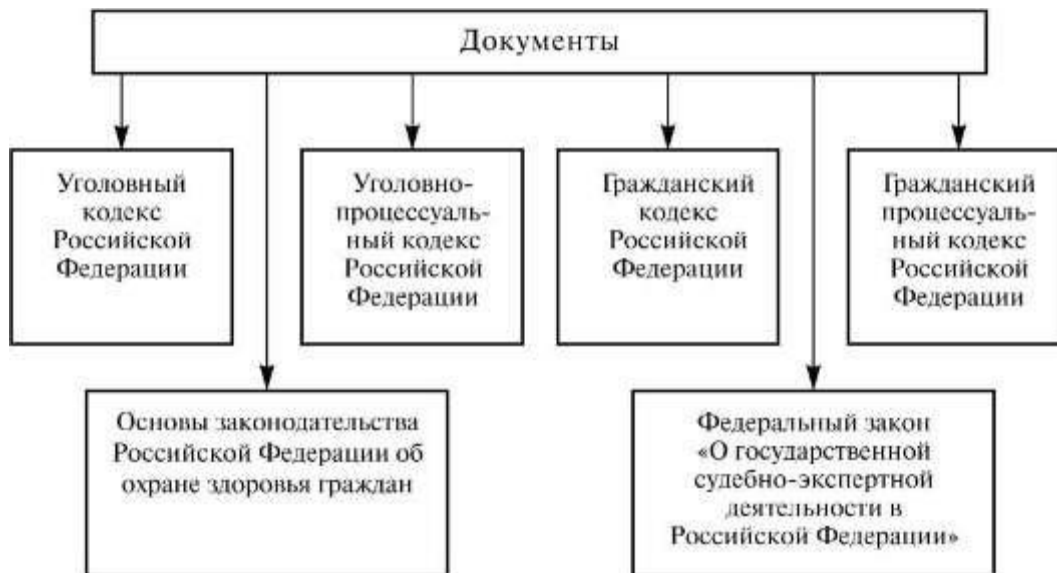 Документы
Уголовный
кодекс
Российской
Федерации
Уголовно-
процессуаль-
ный кодекс
Российской
Федерации
Гражданский
кодекс
Российской
Федерации
Гражданский
процессуаль-
ный кодекс
Российской
Федерации
Основы законодательства
Российской Федерации об
охране здоровья граждан
Федеральный закон
«О государственной
судебно-экспертной
деятельности в
Российской Федерации»